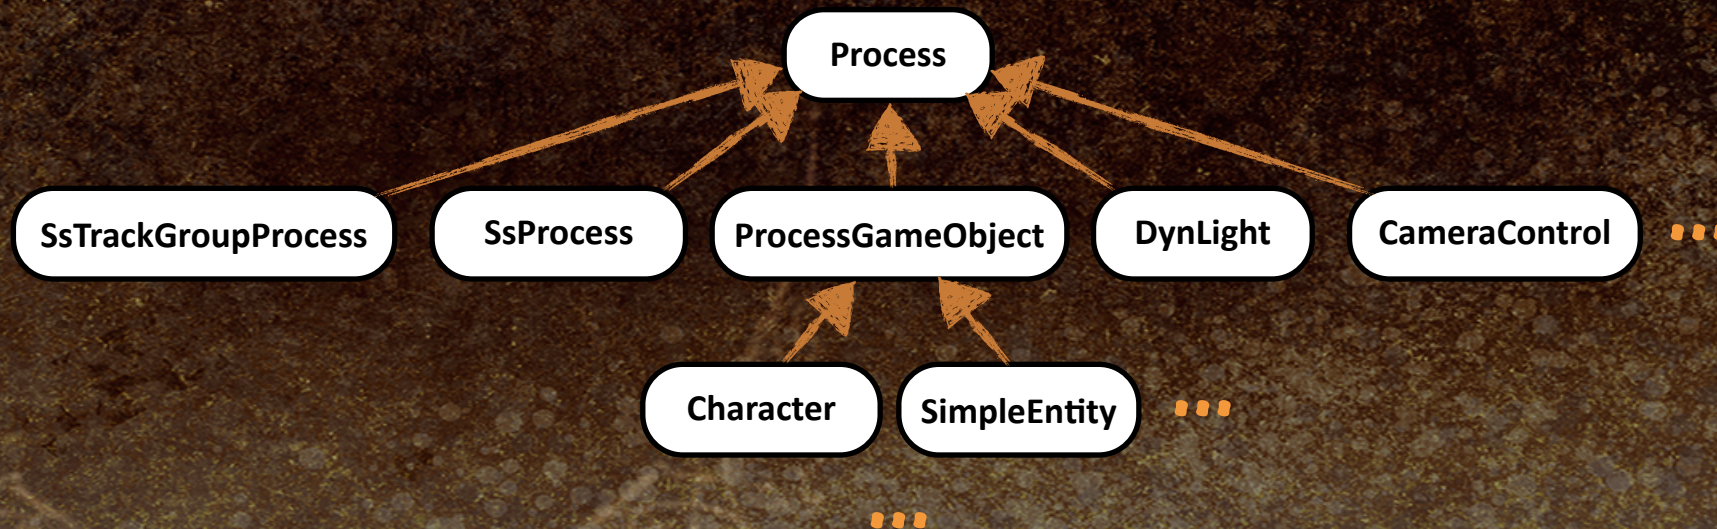 Process
SsTrackGroupProcess
SsProcess
ProcessGameObject
DynLight
CameraControl
...
Character
SimpleEntity
...
...